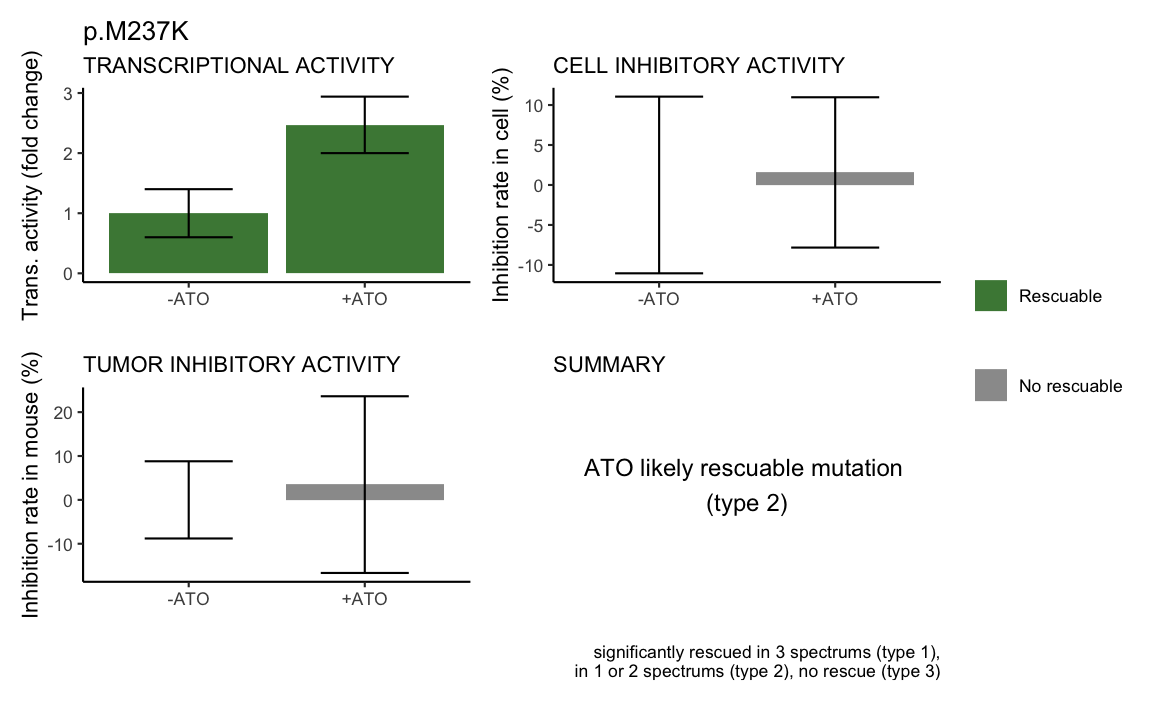 p.M237K
TRANSCRIPTIONAL ACTIVITY
Trans. activity (fold change)
3
2
1
0
-ATO
+ATO
CELL INHIBITORY ACTIVITY
Inhibition rate in cell (%)
10
5
0
-5
-10
-ATO
+ATO
Rescuable
No rescuable
TUMOR INHIBITORY ACTIVITY
Inhibition rate in mouse (%)
20
10
0
-10
-ATO
+ATO
SUMMARY
ATO likely rescuable mutation
(type 2)
significantly rescued in 3 spectrums (type 1),
in 1 or 2 spectrums (type 2), no rescue (type 3)